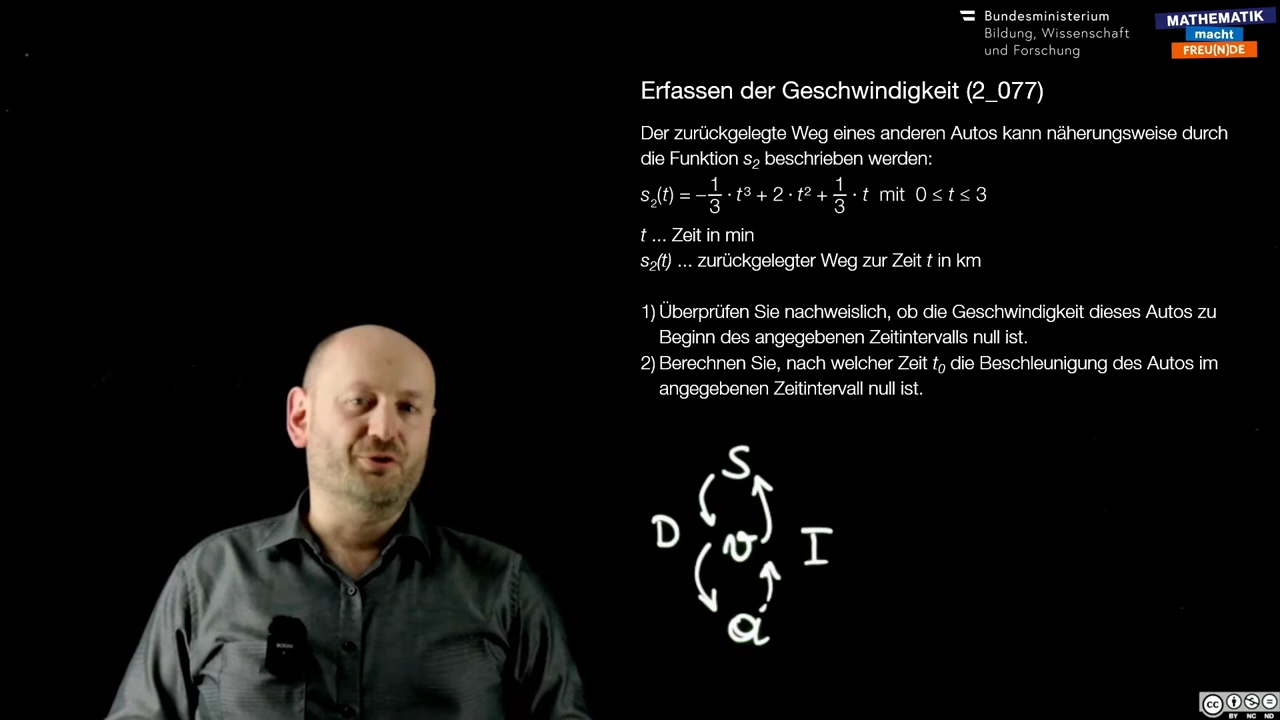 Bundesministerium
Bildung, Wissenschaft
und Forschung
MATHEMATIK
macht
FREU(N)DE
Erfassen der Geschwindigkeit (2_077)
Der zurückgelegte Weg eines anderen Autos kann näherungsweise durch
die Funktion s₂ beschrieben werden:
s₂(t) = −1/3 · t³ + 2 · t² + 1/3 · t mit 0 ≤ t ≤ 3
t ... Zeit in min
s₂(t) ... zurückgelegter Weg zur Zeit t in km
1) Überprüfen Sie nachweislich, ob die Geschwindigkeit dieses Autos zu
Beginn des angegebenen Zeitintervalls null ist.
2) Berechnen Sie, nach welcher Zeit t₀ die Beschleunigung des Autos im
angegebenen Zeitintervall null ist.
s
D v I
a
cc
BY NC ND